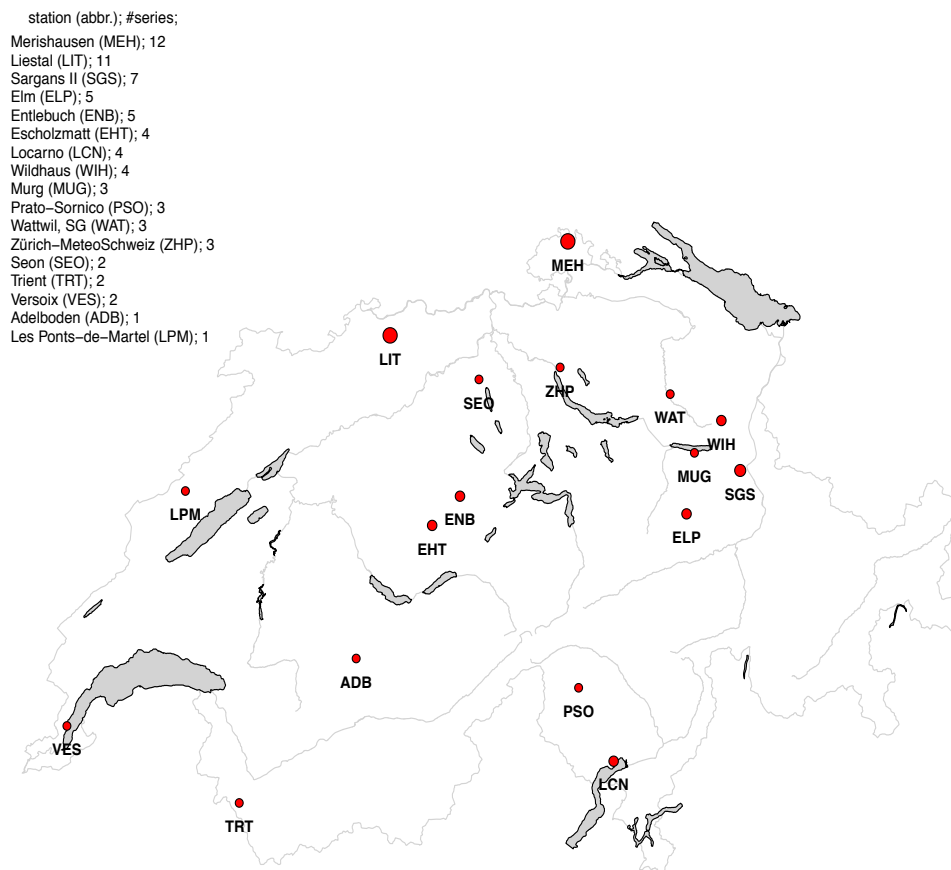 station (abbr.); #series;
Merishausen (MEH); 12
Liestal (LIT); 11
Sargans II (SGS); 7
Elm (ELP); 5
Entlebuch (ENB); 5
Escholzmatt (EHT); 4
Locarno (LCN); 4
Wildhaus (WIH); 4
Murg (MUG); 3
Prato−Sornico (PSO); 3
Wattwil, SG (WAT); 3
Zürich−MeteoSchweiz (ZHP); 3
Seon (SEO); 2
Trient (TRT); 2
Versoix (VES); 2
Adelboden (ADB); 1
Les Ponts−de−Martel (LPM); 1
MEH
LIT
ZHP
SEO
WAT
WIH
MUG
SGS
LPM
ENB
ELP
EHT
ADB
PSO
VES
LCN
TRT